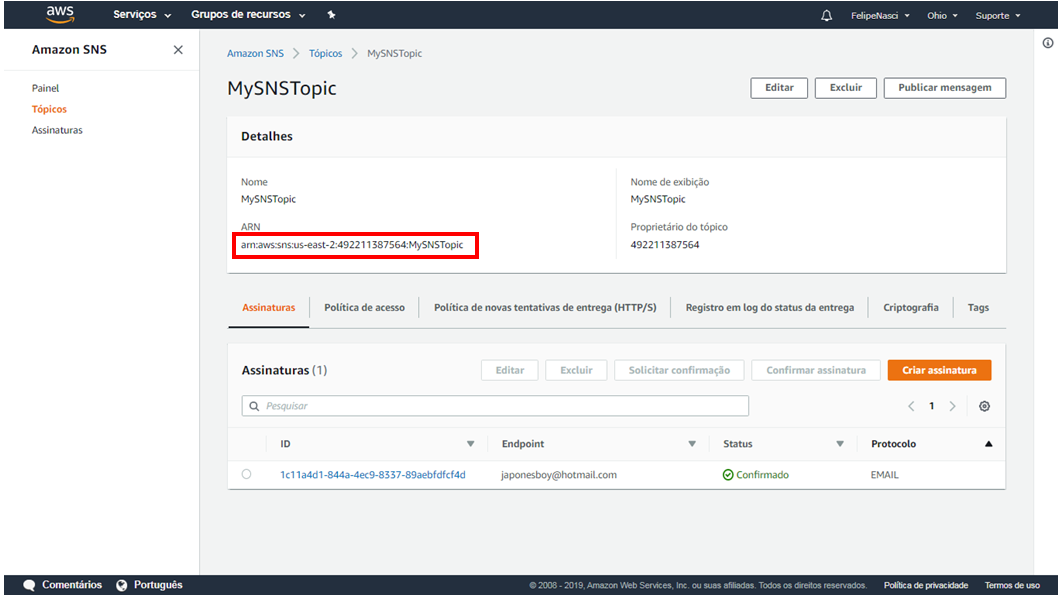 aws Serviços Grupos de recursos FelipeNasci Ohio Suporte
Amazon SNS
Painel
Tópicos
Assinaturas
Amazon SNS Tópicos MySNSTopic
MySNSTopic Editar Excluir Publicar mensagem
Detalhes
Nome
MySNSTopic
ARN
arn:aws:sns:us-east-2:492211387564:MySNSTopic
Nome de exibição
MySNSTopic
Proprietário do tópico
492211387564
Assinaturas Política de acesso Política de novas tentativas de entrega (HTTP/S) Registro em log do status da entrega Criptografia Tags
Assinaturas (1) Editar Excluir Solicitar confirmação Confirmar assinatura Criar assinatura
Pesquisar 1
ID Endpoint Status Protocolo
1c11a4d1-844a-4ec9-8337-89aebfdfcf4d japonesboy@hotmail.com Confirmado EMAIL
Comentários Português © 2008 - 2019, Amazon Web Services, Inc. ou suas afiliadas. Todos os direitos reservados. Política de privacidade Termos de uso